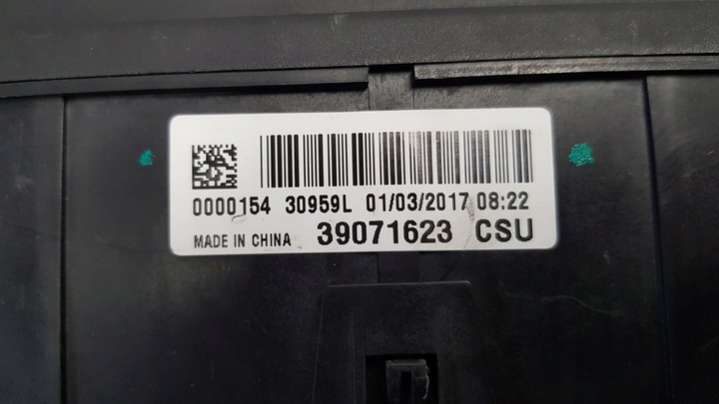 0000154 30959L 01/03/2017 08:22
MADE IN CHINA 39071623 CSU